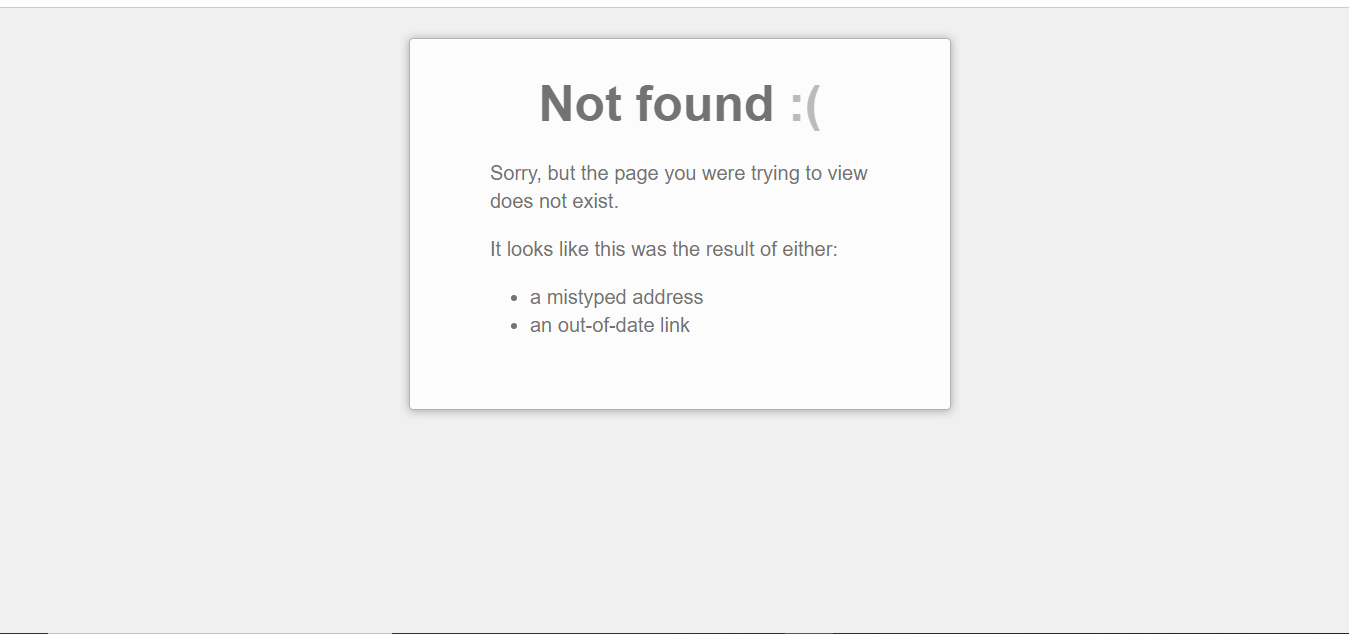 Not found :(
Sorry, but the page you were trying to view
does not exist.
It looks like this was the result of either:
• a mistyped address
• an out-of-date link